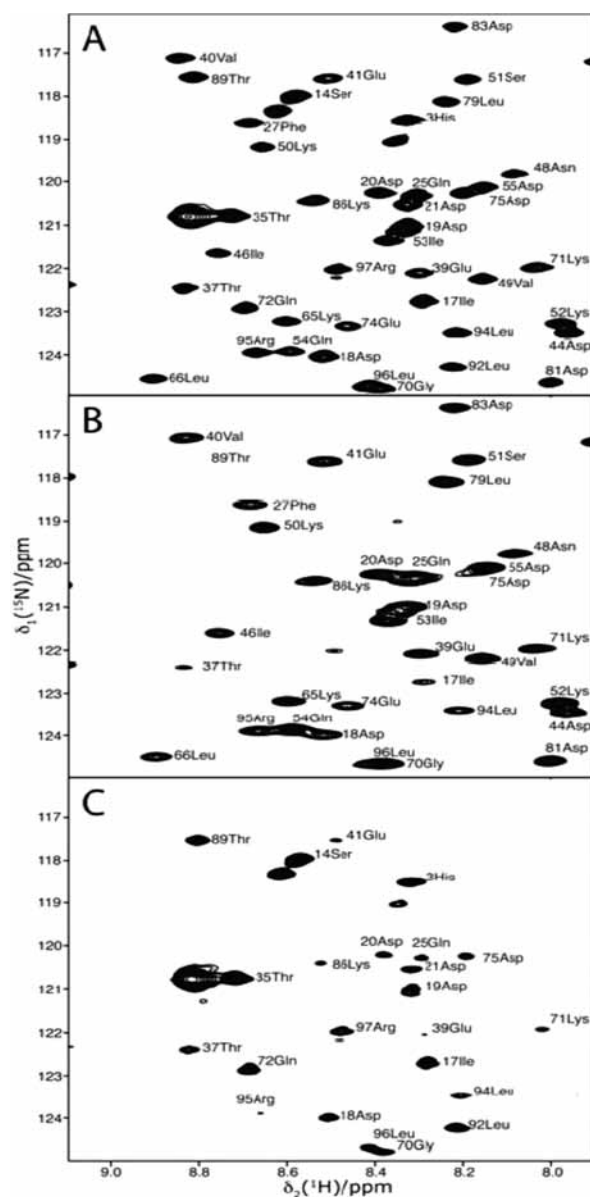 A
83Asp
117
40Val
89Thr
41Glu
51Ser
118
14Ser
79Leu
3His
27Phe
119
50Lys
48Asn
120
20Asp
25Gln
55Asp
86Lys
21Asp
75Asp
121
35Thr
19Asp
53Ile
46Ile
122
97Arg
39Glu
71Lys
37Thr
49Val
72Gln
17Ile
123
65Lys
74Glu
94Leu
52Lys
95Arg
54Gln
44Asp
124
18Asp
92Leu
66Leu
96Leu
70Gly
81Asp
B
83Asp
117
40Val
89Thr
41Glu
51Ser
118
79Leu
27Phe
119
50Lys
48Asn
120
20Asp
25Gln
55Asp
86Lys
75Asp
121
19Asp
53Ile
46Ile
122
39Glu
71Lys
37Thr
49Val
17Ile
123
65Lys
74Glu
94Leu
52Lys
95Arg
54Gln
44Asp
124
18Asp
66Leu
96Leu
70Gly
81Asp
C
117
89Thr
41Glu
118
14Ser
3His
119
120
20Asp
25Gln
86Lys
21Asp
75Asp
35Thr
19Asp
121
97Arg
39Glu
71Lys
122
37Thr
72Gln
17Ile
123
95Arg
94Leu
18Asp
92Leu
124
96Leu
70Gly
9.0 8.8 8.6 8.4 8.2 8.0
δ₂(¹H)/ppm
δ₁(¹⁵N)/ppm
δ₁(¹⁵N)/ppm
δ₁(¹⁵N)/ppm